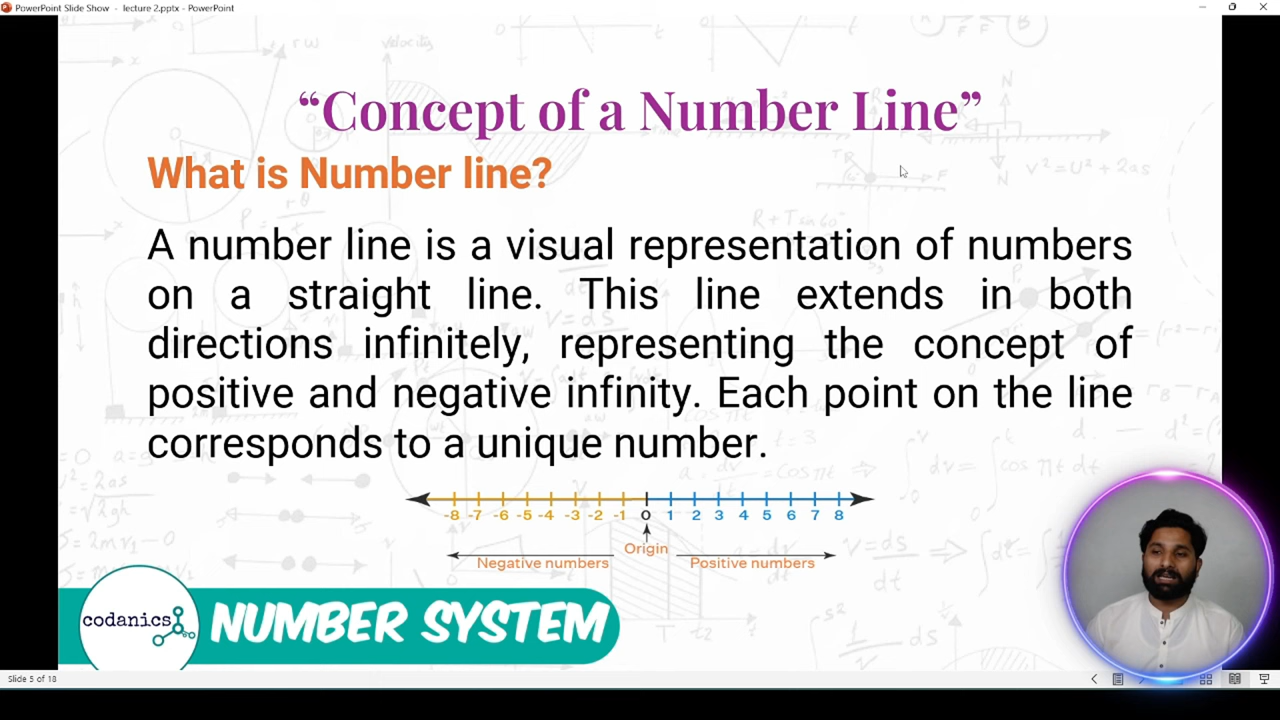 PowerPoint Slide Show - lecture 2.pptx - PowerPoint
“Concept of a Number Line”
What is Number line?
A number line is a visual representation of numbers
on a straight line. This line extends in both
directions infinitely, representing the concept of
positive and negative infinity. Each point on the line
corresponds to a unique number.
-8 -7 -6 -5 -4 -3 -2 -1 0 1 2 3 4 5 6 7 8
Origin
Negative numbers Positive numbers
codanics
NUMBER SYSTEM
Slide 5 of 18